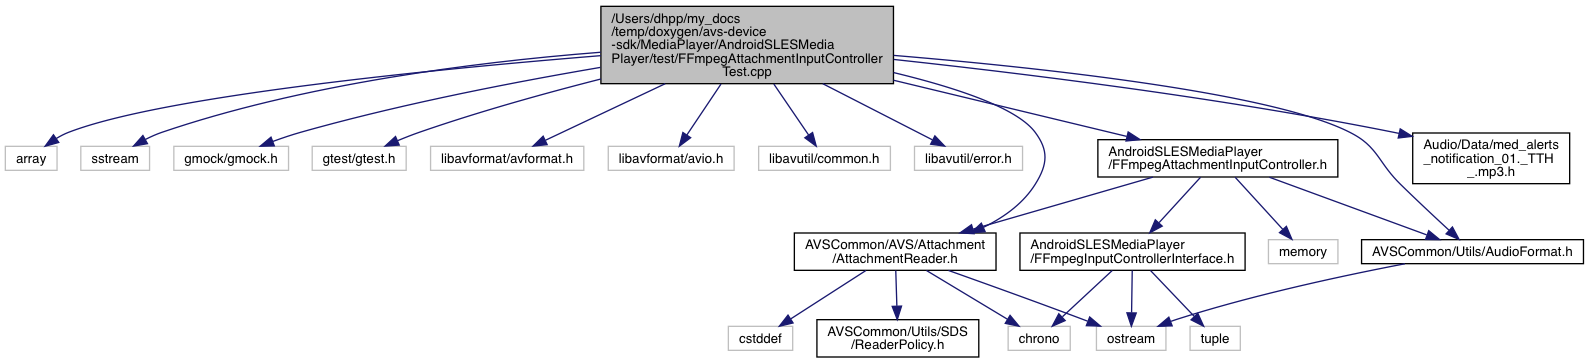 /Users/dhpp/my_docs
/temp/doxygen/avs-device
-sdk/MediaPlayer/AndroidSLESMedia
Player/test/FFmpegAttachmentInputController
Test.cpp
array
sstream
gmock/gmock.h
gtest/gtest.h
libavformat/avformat.h
libavformat/avio.h
libavutil/common.h
libavutil/error.h
AndroidSLESMediaPlayer
/FFmpegAttachmentInputController.h
Audio/Data/med_alerts
_notification_01._TTH
_.mp3.h
AVSCommon/AVS/Attachment
/AttachmentReader.h
AndroidSLESMediaPlayer
/FFmpegInputControllerInterface.h
memory
AVSCommon/Utils/AudioFormat.h
cstddef
AVSCommon/Utils/SDS
/ReaderPolicy.h
chrono
ostream
tuple